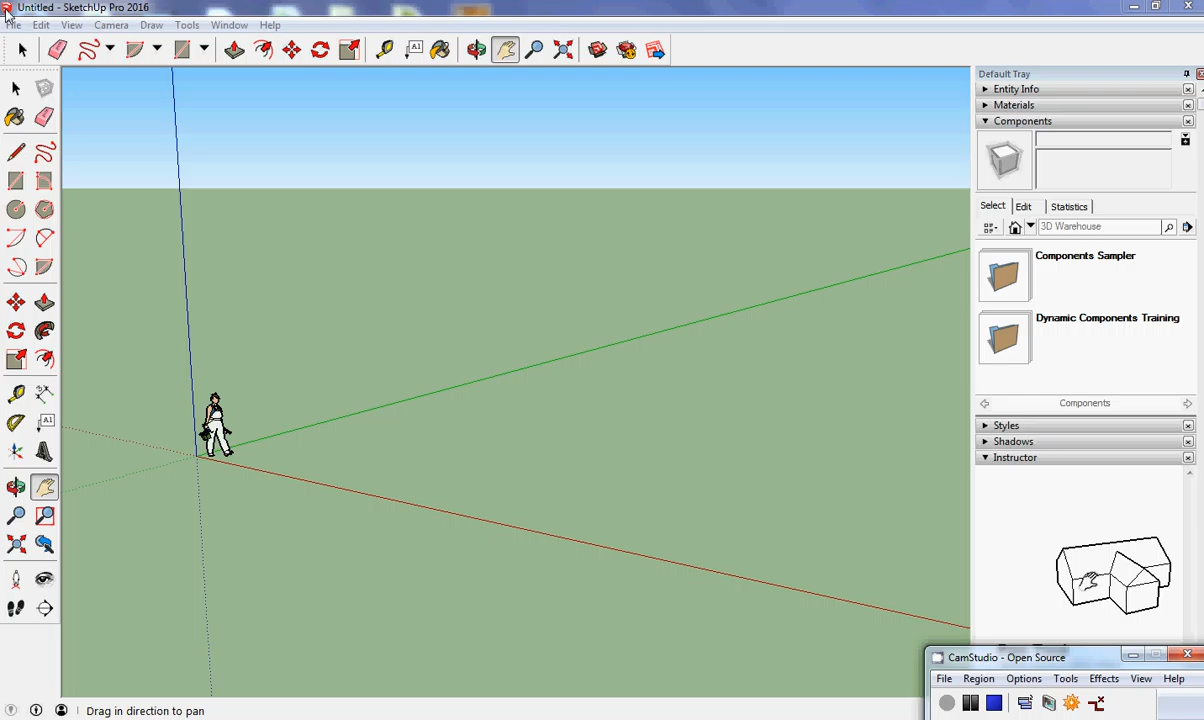 Untitled - SketchUp Pro 2016
File Edit View Camera Draw Tools Window Help
A1
Default Tray
Entity Info
Materials
Components
Select Edit Statistics
3D Warehouse
Components Sampler
Dynamic Components Training
Components
Styles
Shadows
Instructor
A1
CamStudio - Open Source
File Region Options Tools Effects View Help
Drag in direction to pan